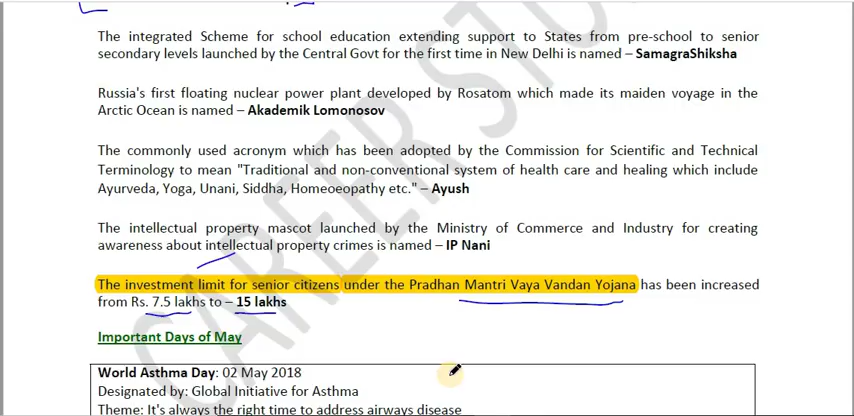 The integrated Scheme for school education extending support to States from pre-school to senior
secondary levels launched by the Central Govt for the first time in New Delhi is named – SamagraShiksha
Russia's first floating nuclear power plant developed by Rosatom which made its maiden voyage in the
Arctic Ocean is named – Akademik Lomonosov
The commonly used acronym which has been adopted by the Commission for Scientific and Technical
Terminology to mean "Traditional and non-conventional system of health care and healing which include
Ayurveda, Yoga, Unani, Siddha, Homoeopathy etc." – Ayush
The intellectual property mascot launched by the Ministry of Commerce and Industry for creating
awareness about intellectual property crimes is named – IP Nani
The investment limit for senior citizens under the Pradhan Mantri Vaya Vandan Yojana has been increased
from Rs. 7.5 lakhs to – 15 lakhs
Important Days of May
World Asthma Day: 02 May 2018
Designated by: Global Initiative for Asthma
Theme: It's always the right time to address airways disease